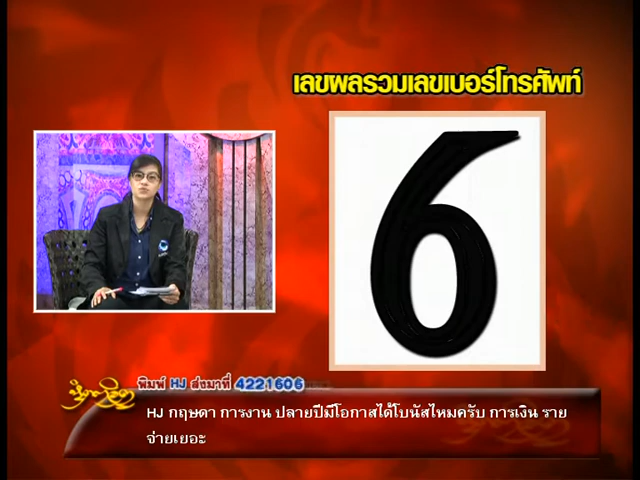 เลขผลรวมเลขเบอร์โทรศัพท์
6
พิมพ์ HJ ส่งมาที่ 4221606
HJ กฤษดา การงาน ปลายปีมีโอกาสได้โบนัสไหมครับ การเงิน ราย
จ่ายเยอะ